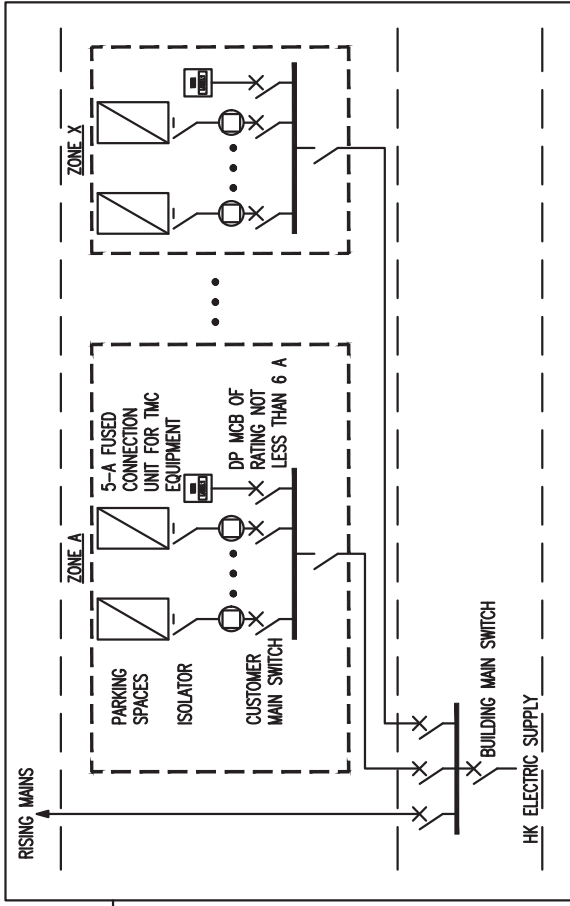 RISING MAINS
ZONE A
ZONE X
PARKING
SPACES
5-A FUSED
CONNECTION
UNIT FOR TMC
EQUIPMENT
ISOLATOR
CUSTOMER
MAIN SWITCH
DP MCB OF
RATING NOT
LESS THAN 6 A
BUILDING MAIN SWITCH
HK ELECTRIC SUPPLY